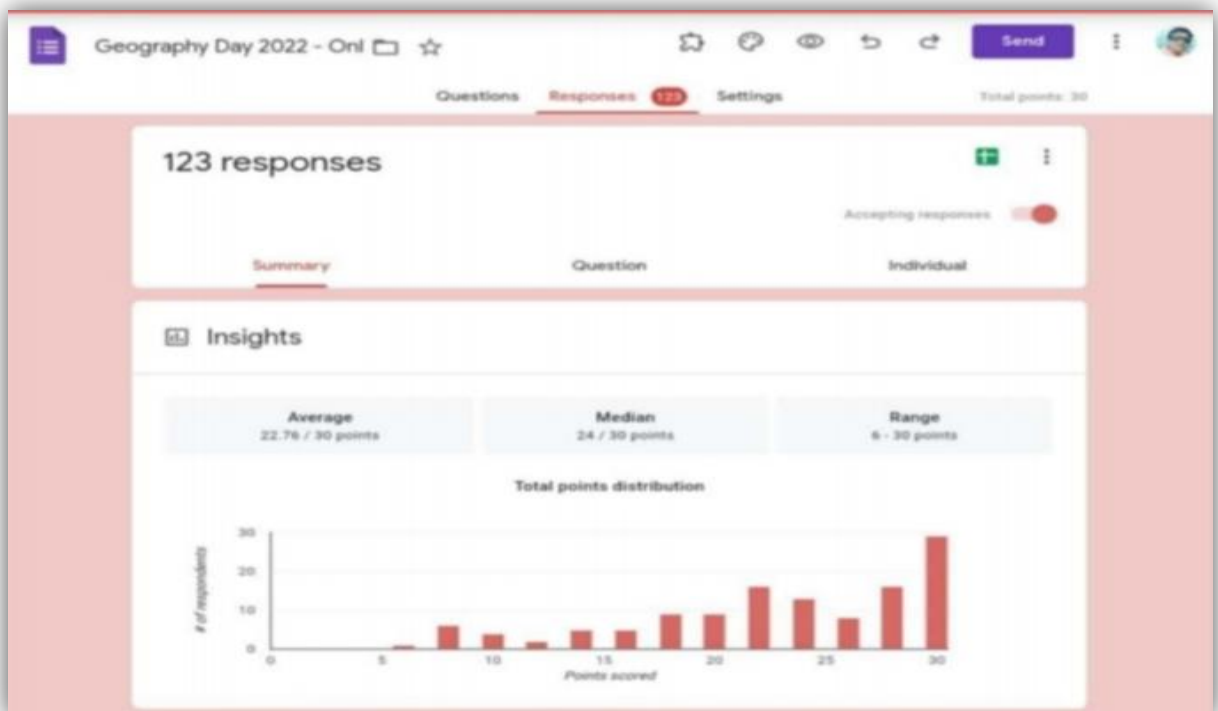 Geography Day 2022 - Onl
Send
Questions Responses 123 Settings
Total points: 30
123 responses
Accepting responses
Summary Question Individual
Insights
Average Median Range
22.76 / 30 points 24 / 30 points 6 - 30 points
Total points distribution
# of respondents
30
20
10
0
0 5 10 15 20 25 30
Points scored